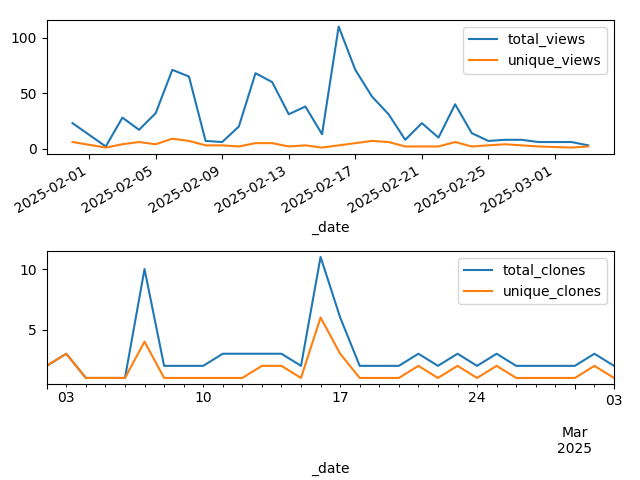 100
50
0
total_views
unique_views
2025-02-01
2025-02-05
2025-02-09
2025-02-13
2025-02-17
2025-02-21
2025-02-25
2025-03-01
_date
10
5
total_clones
unique_clones
03
10
17
24
03
Mar
2025
_date